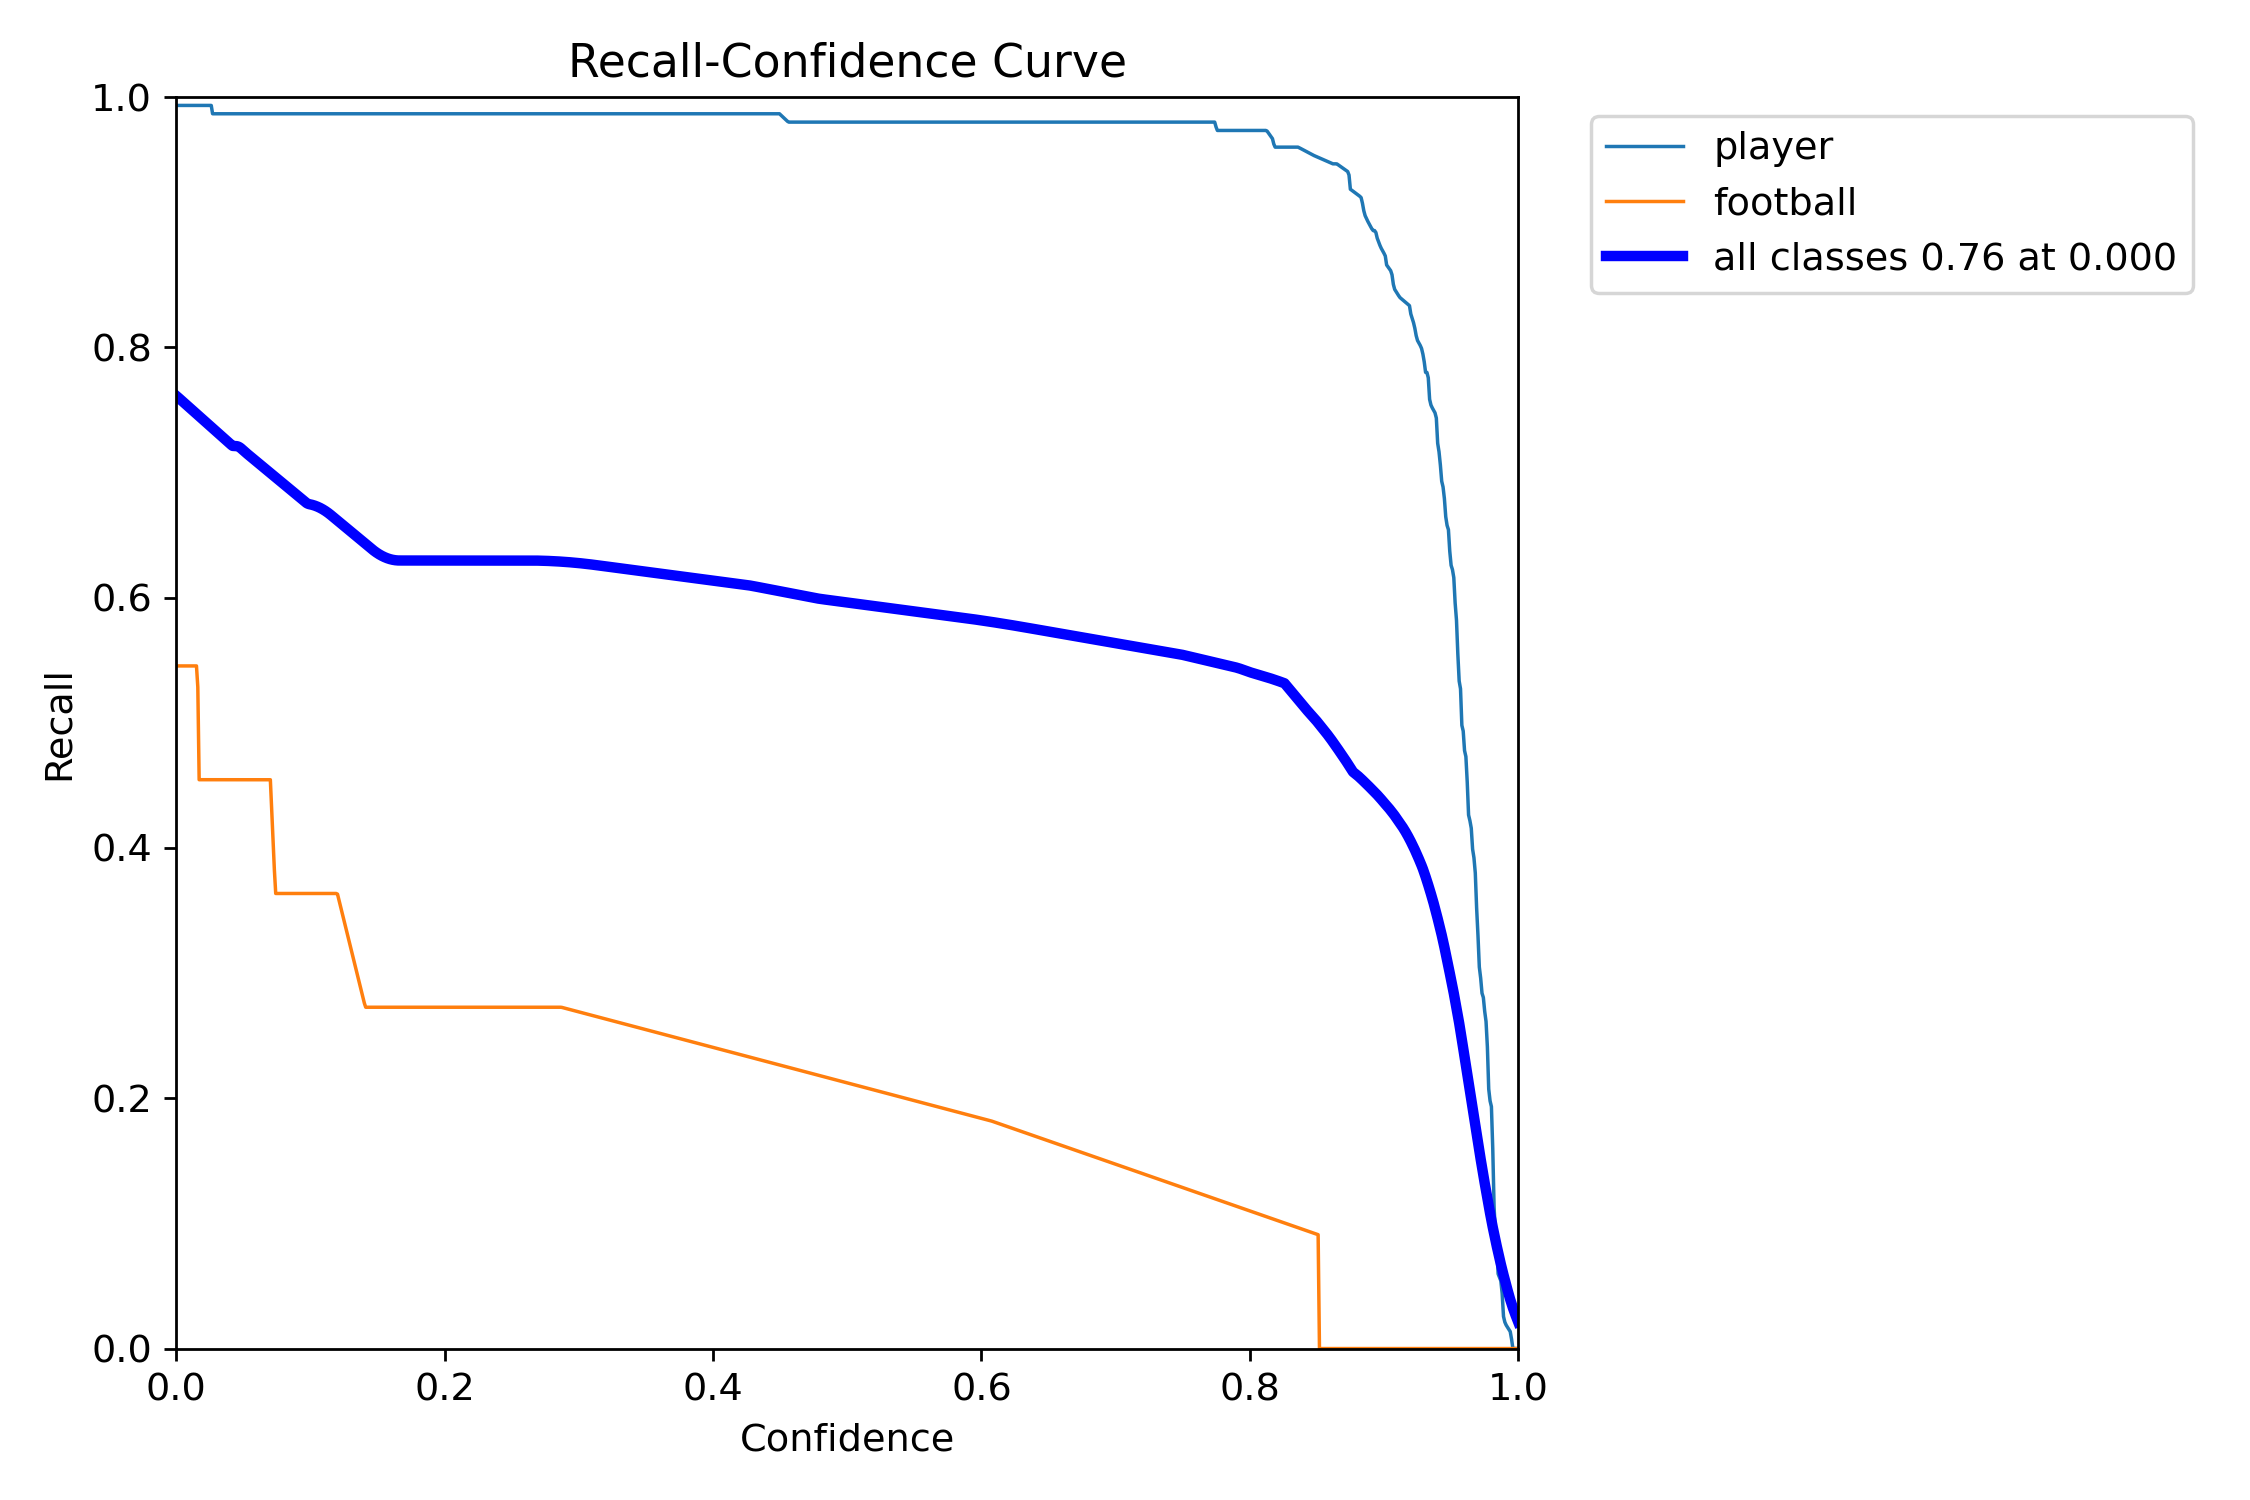 Recall-Confidence Curve
1.0
0.8
0.6
0.4
0.2
0.0
Recall
0.0 0.2 0.4 0.6 0.8 1.0
Confidence
player
football
all classes 0.76 at 0.000